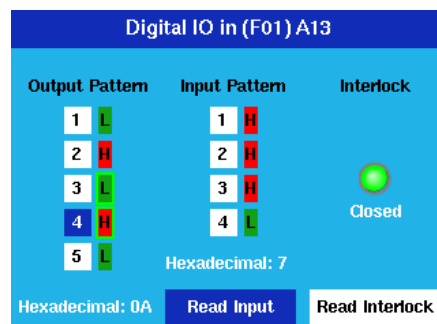 Digital IO in (F01) A13
Output Pattern Input Pattern Interlock
1 L 1 H
2 H 2 H
3 L 3 H
4 H 4 L
Closed
5 L
Hexadecimal: 7
Hexadecimal: 0A Read Input Read Interlock